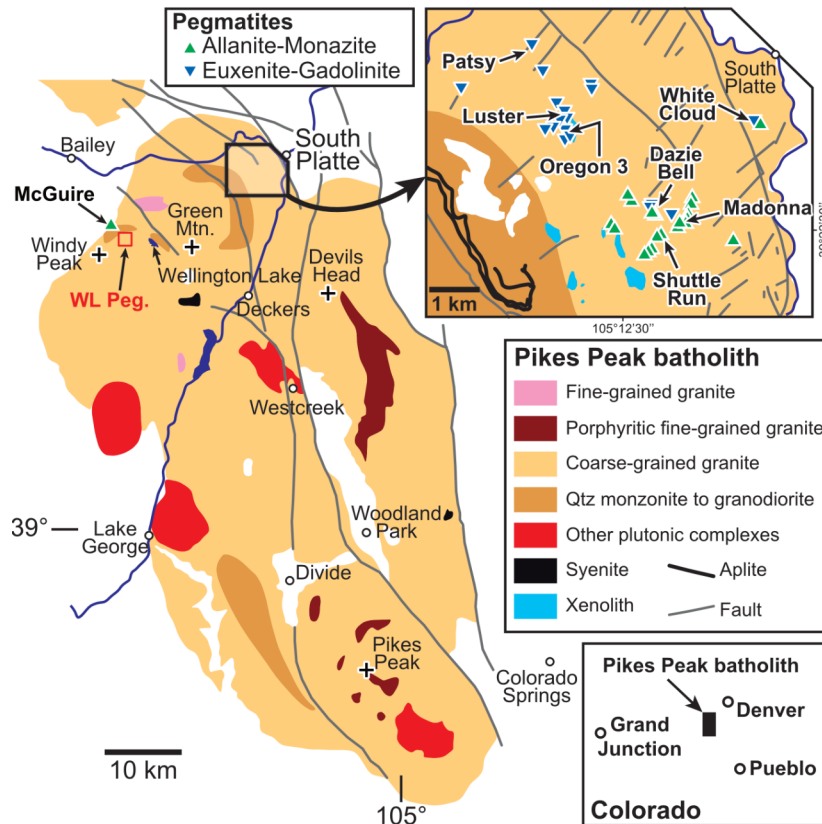 Pegmatites
Allanite-Monazite
Euxenite-Gadolinite
Bailey
South
Platte
McGuire
Green
Mtn.
Windy
Peak
Wellington Lake
WL Peg.
Devils
Head
Deckers
Westcreek
39°
Lake
George
Woodland
Park
Divide
Pikes
Peak
Colorado
Springs
10 km
105°
Patsy
South
Platte
Luster
White
Cloud
Oregon 3
Dazie
Bell
Madonna
Shuttle
Run
1 km
105°12'30"
Pikes Peak batholith
Fine-grained granite
Porphyritic fine-grained granite
Coarse-grained granite
Qtz monzonite to granodiorite
Other plutonic complexes
Syenite
Aplite
Xenolith
Fault
Pikes Peak batholith
Denver
Grand
Junction
Pueblo
Colorado